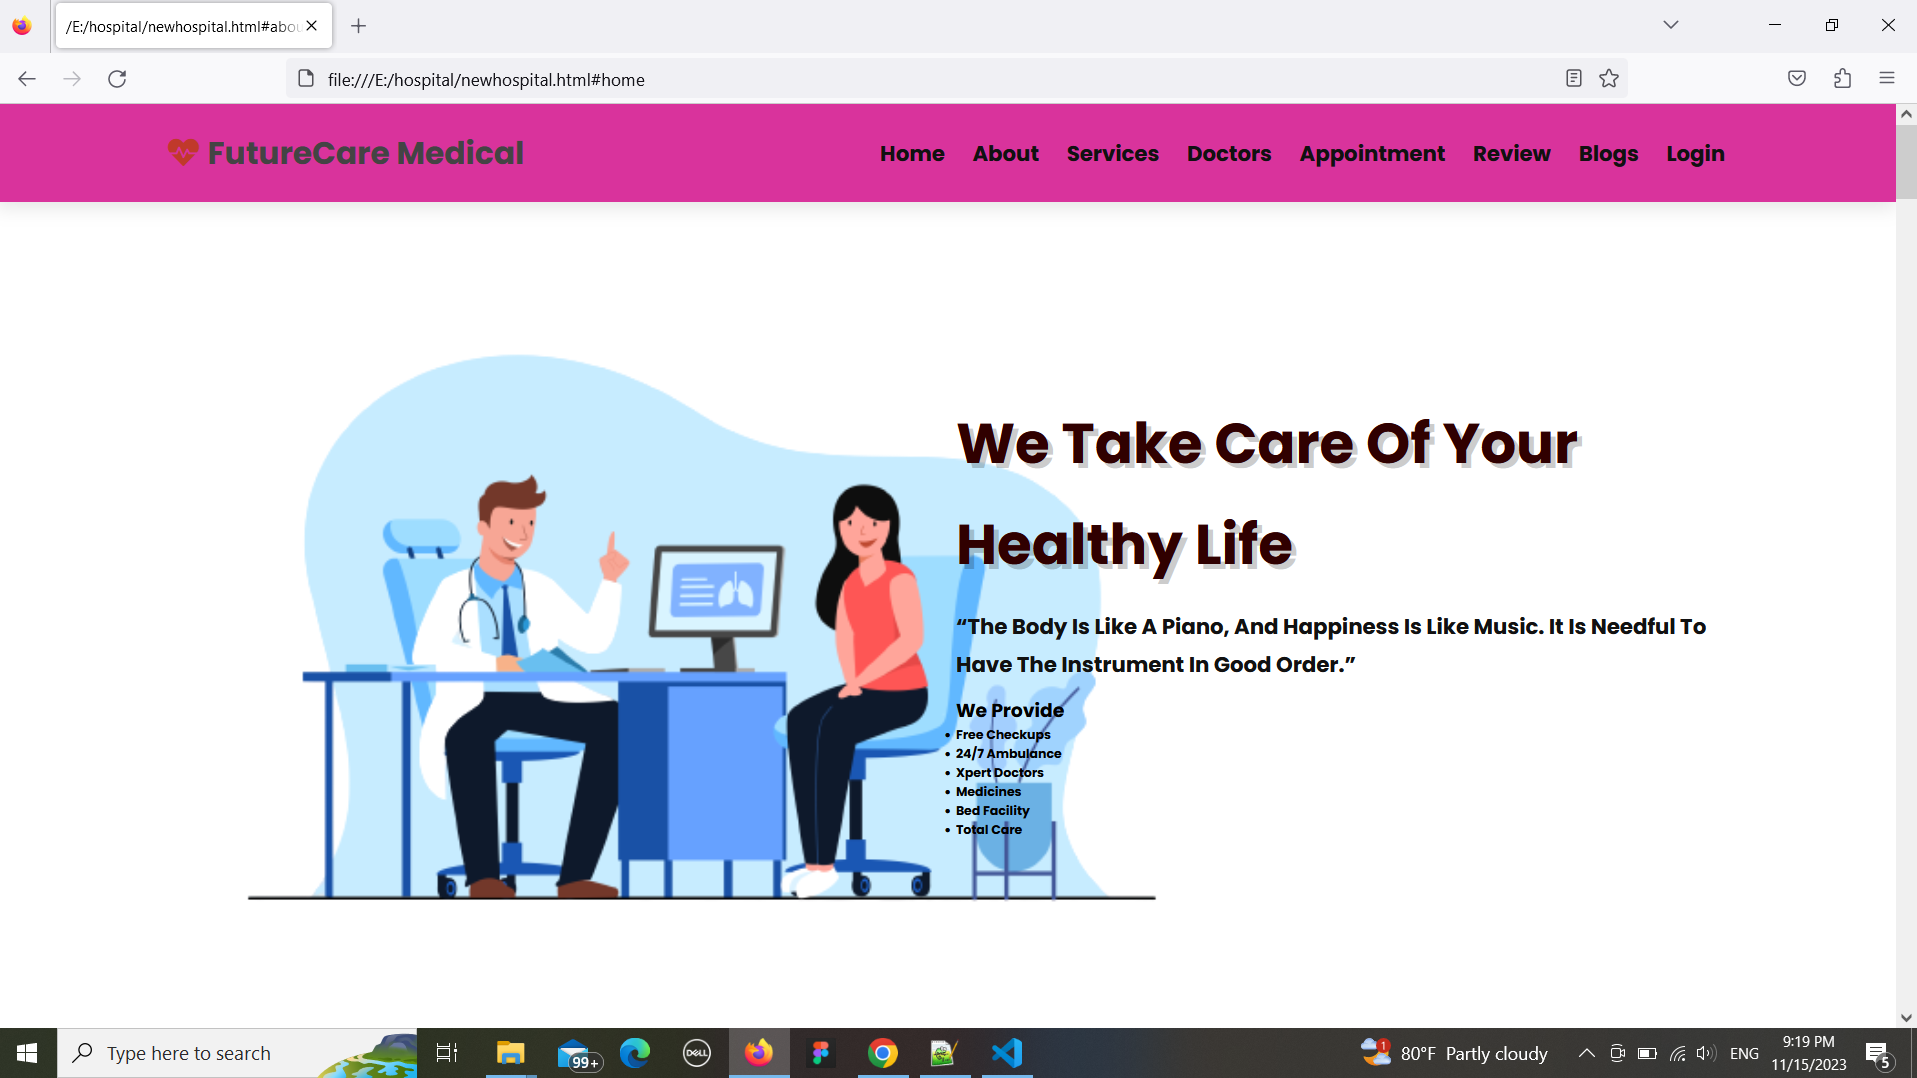 /E:/hospital/newhospital.html#abou
file:///E:/hospital/newhospital.html#home
FutureCare Medical
Home About Services Doctors Appointment Review Blogs Login
We Take Care Of Your
Healthy Life
“The Body Is Like A Piano, And Happiness Is Like Music. It Is Needful To
Have The Instrument In Good Order.”
We Provide
• Free Checkups
• 24/7 Ambulance
• Xpert Doctors
• Medicines
• Bed Facility
• Total Care
Type here to search
99+
DELL
1
80°F Partly cloudy
ENG
9:19 PM
11/15/2023
5